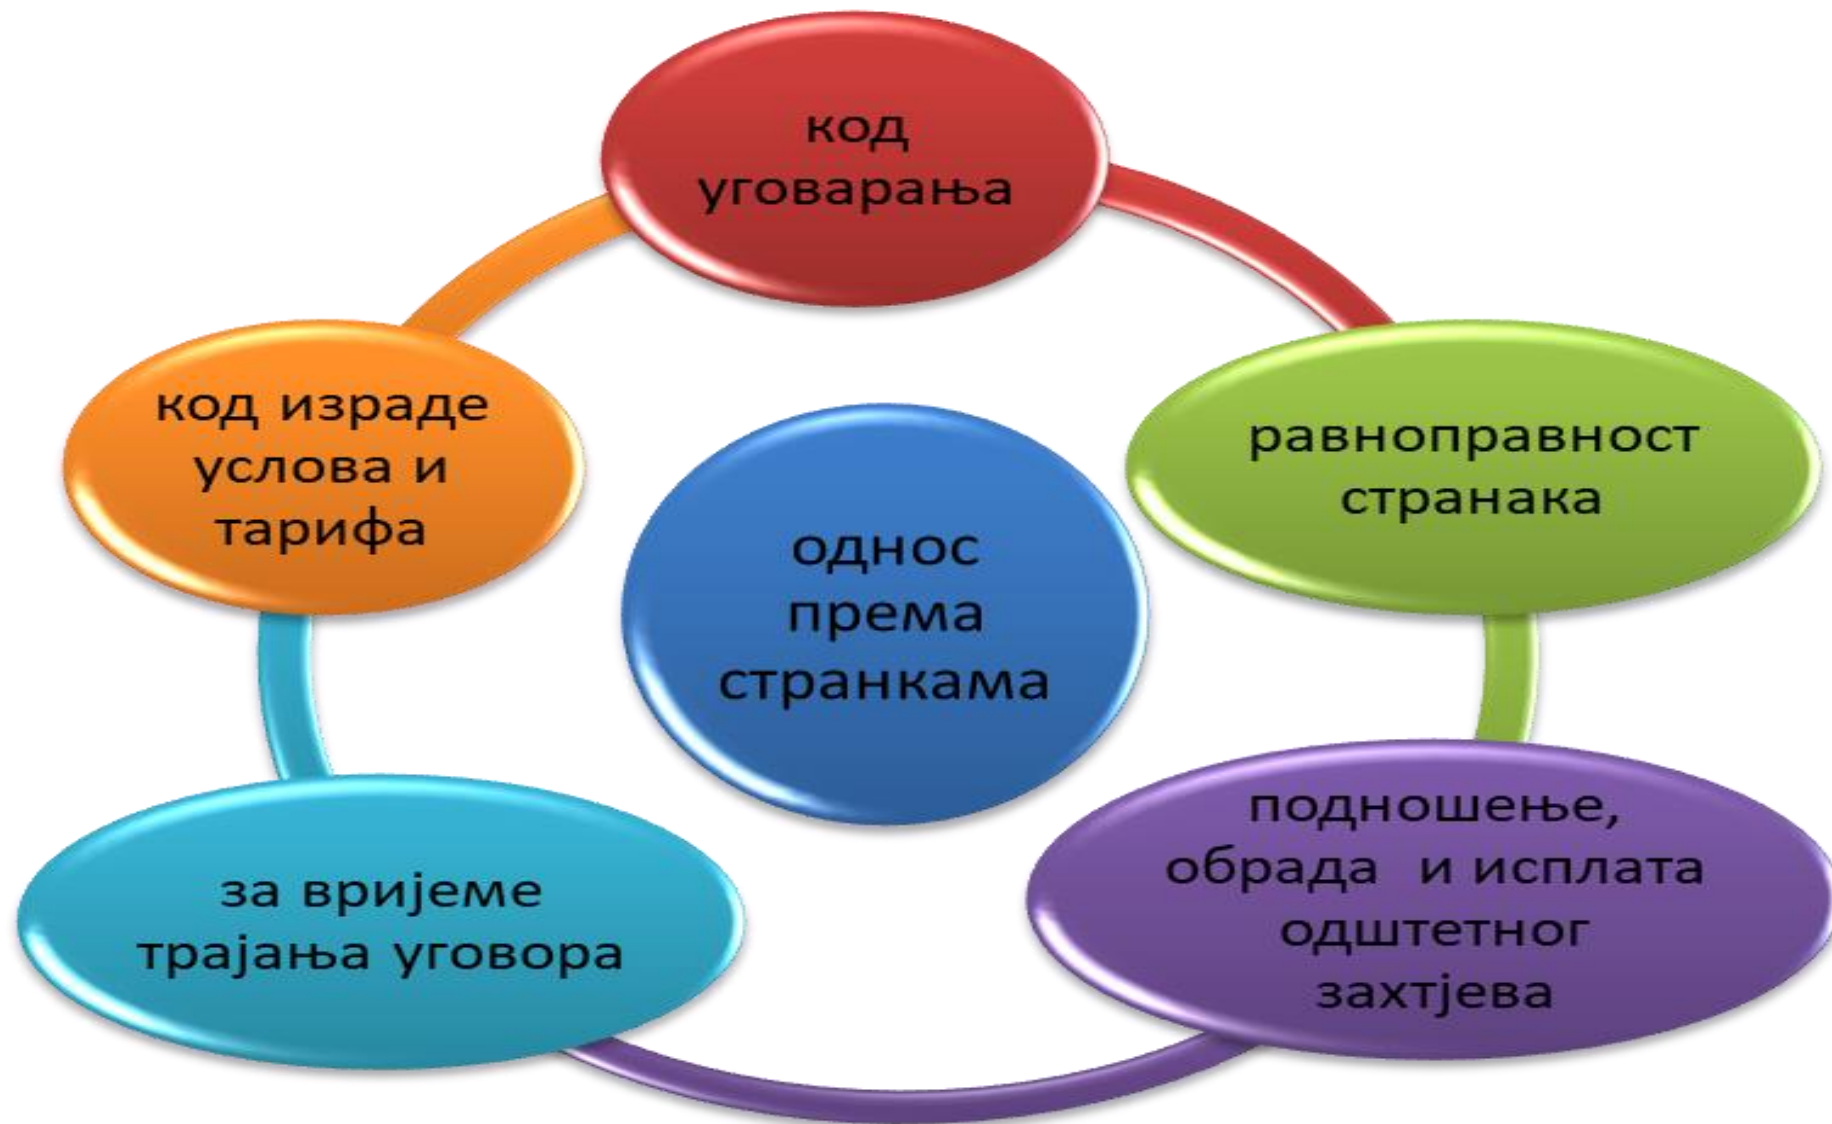 код
уговарања
равноправност
странака
подношење,
обрада  и исплата
одштетног
захтјева
за вријеме
трајања уговора
код израде
услова и
тарифа
однос
према
странкама